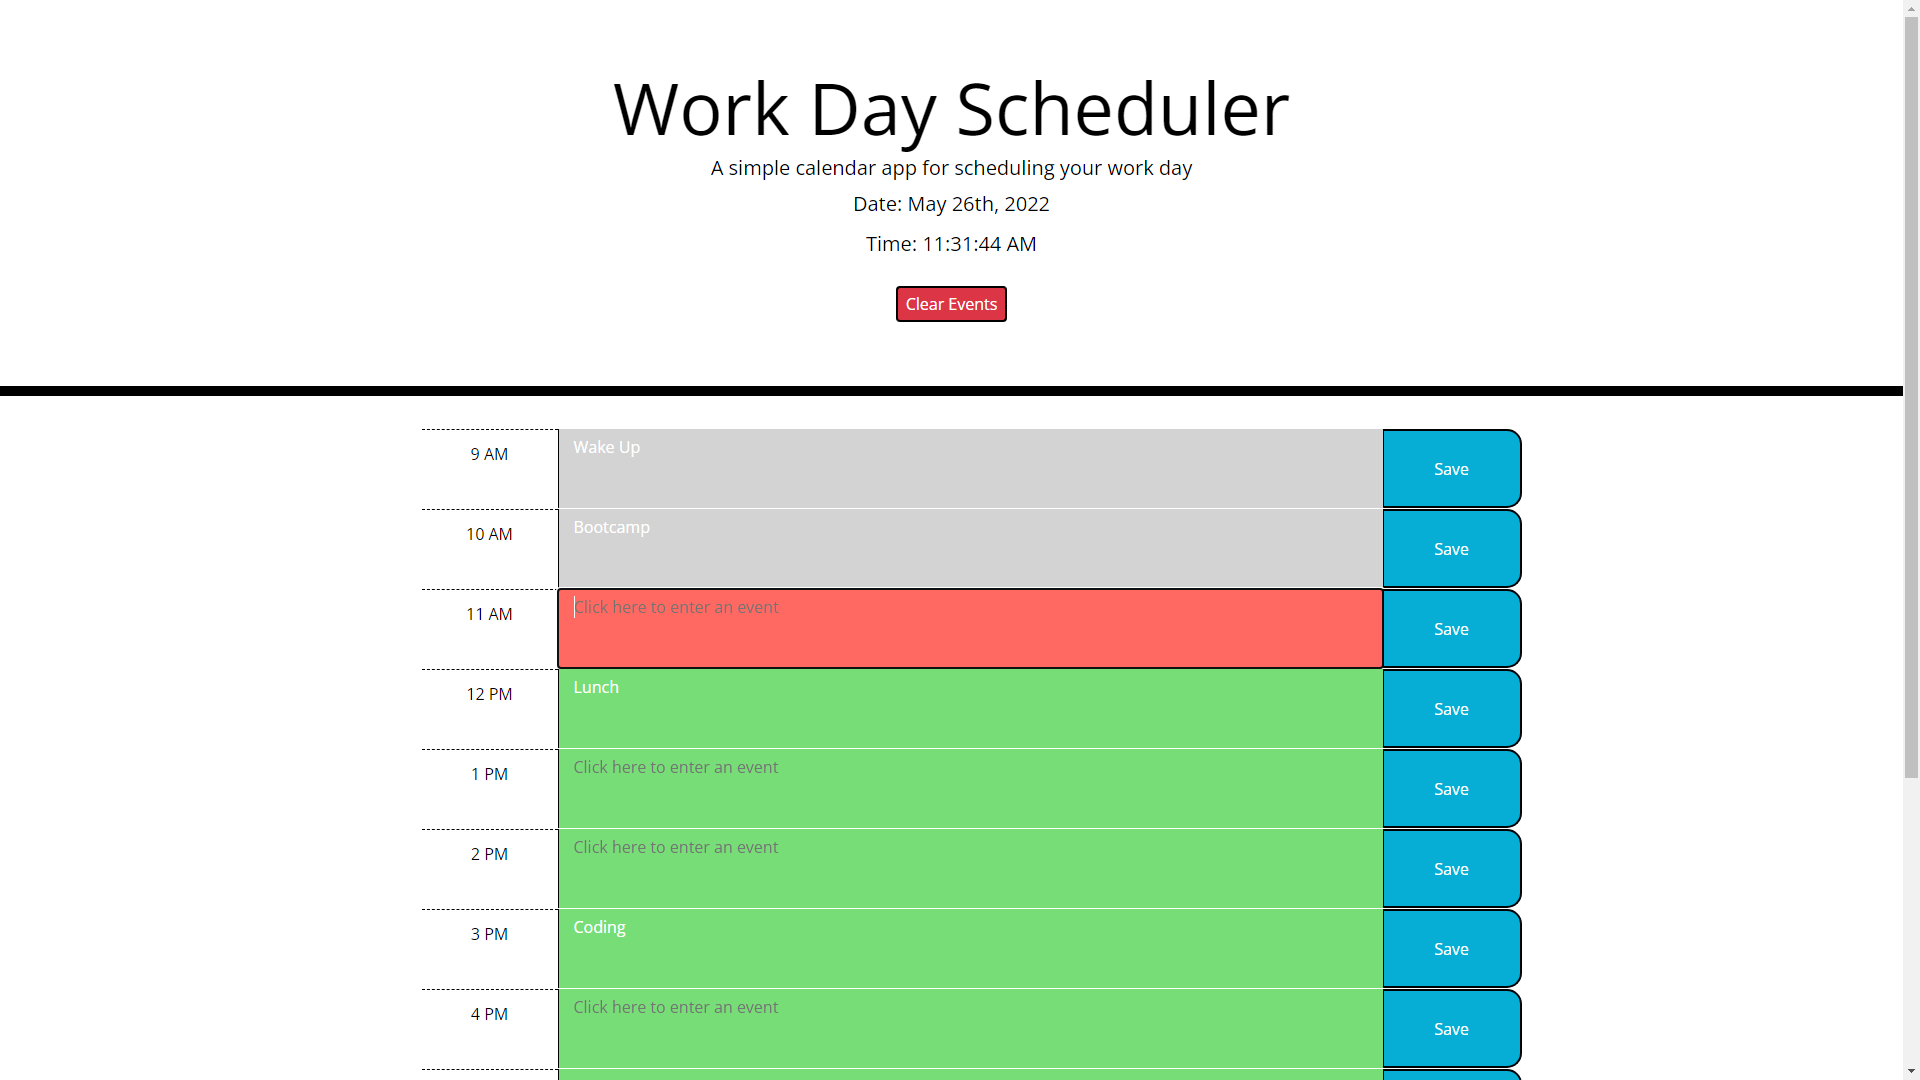 Work Day Scheduler
A simple calendar app for scheduling your work day
Date: May 26th, 2022
Time: 11:31:44 AM
Clear Events
9 AM Wake Up Save
10 AM Bootcamp Save
11 AM Click here to enter an event Save
12 PM Lunch Save
1 PM Click here to enter an event Save
2 PM Click here to enter an event Save
3 PM Coding Save
4 PM Click here to enter an event Save